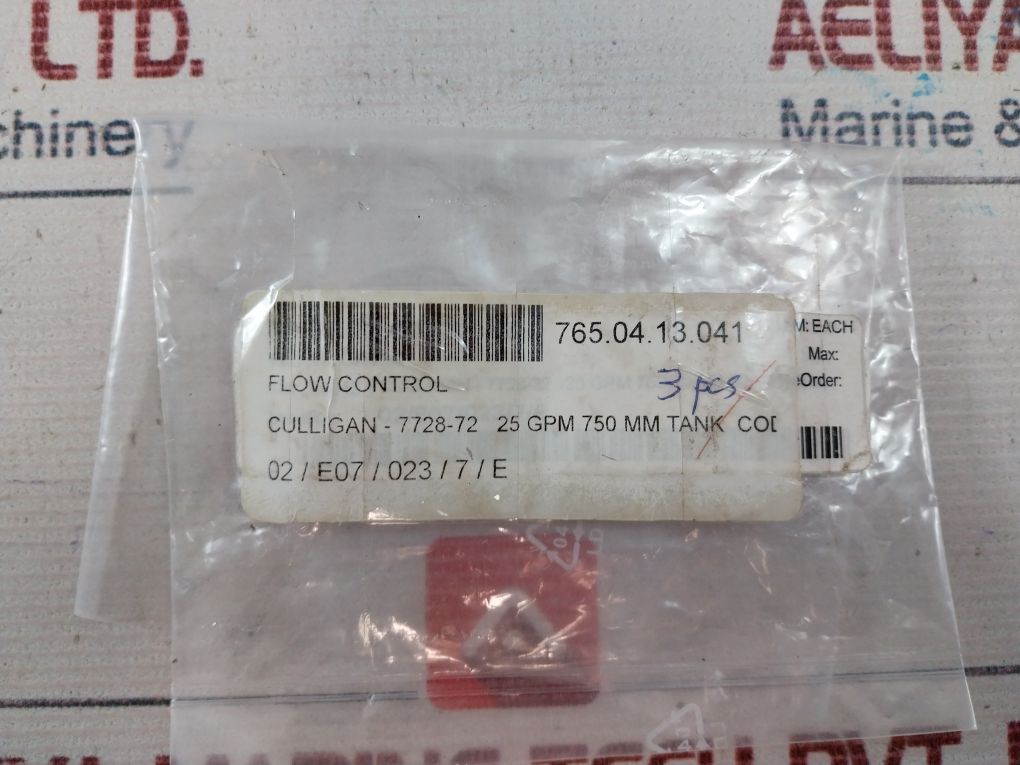 LTD.
AELIYA
chinery
Marine &
765.04.13.041
M: EACH
Max:
eOrder:
FLOW CONTROL
3 pcs
CULLIGAN - 7728-72 25 GPM 750 MM TANK COD
02 / E07 / 023 / 7 / E
04